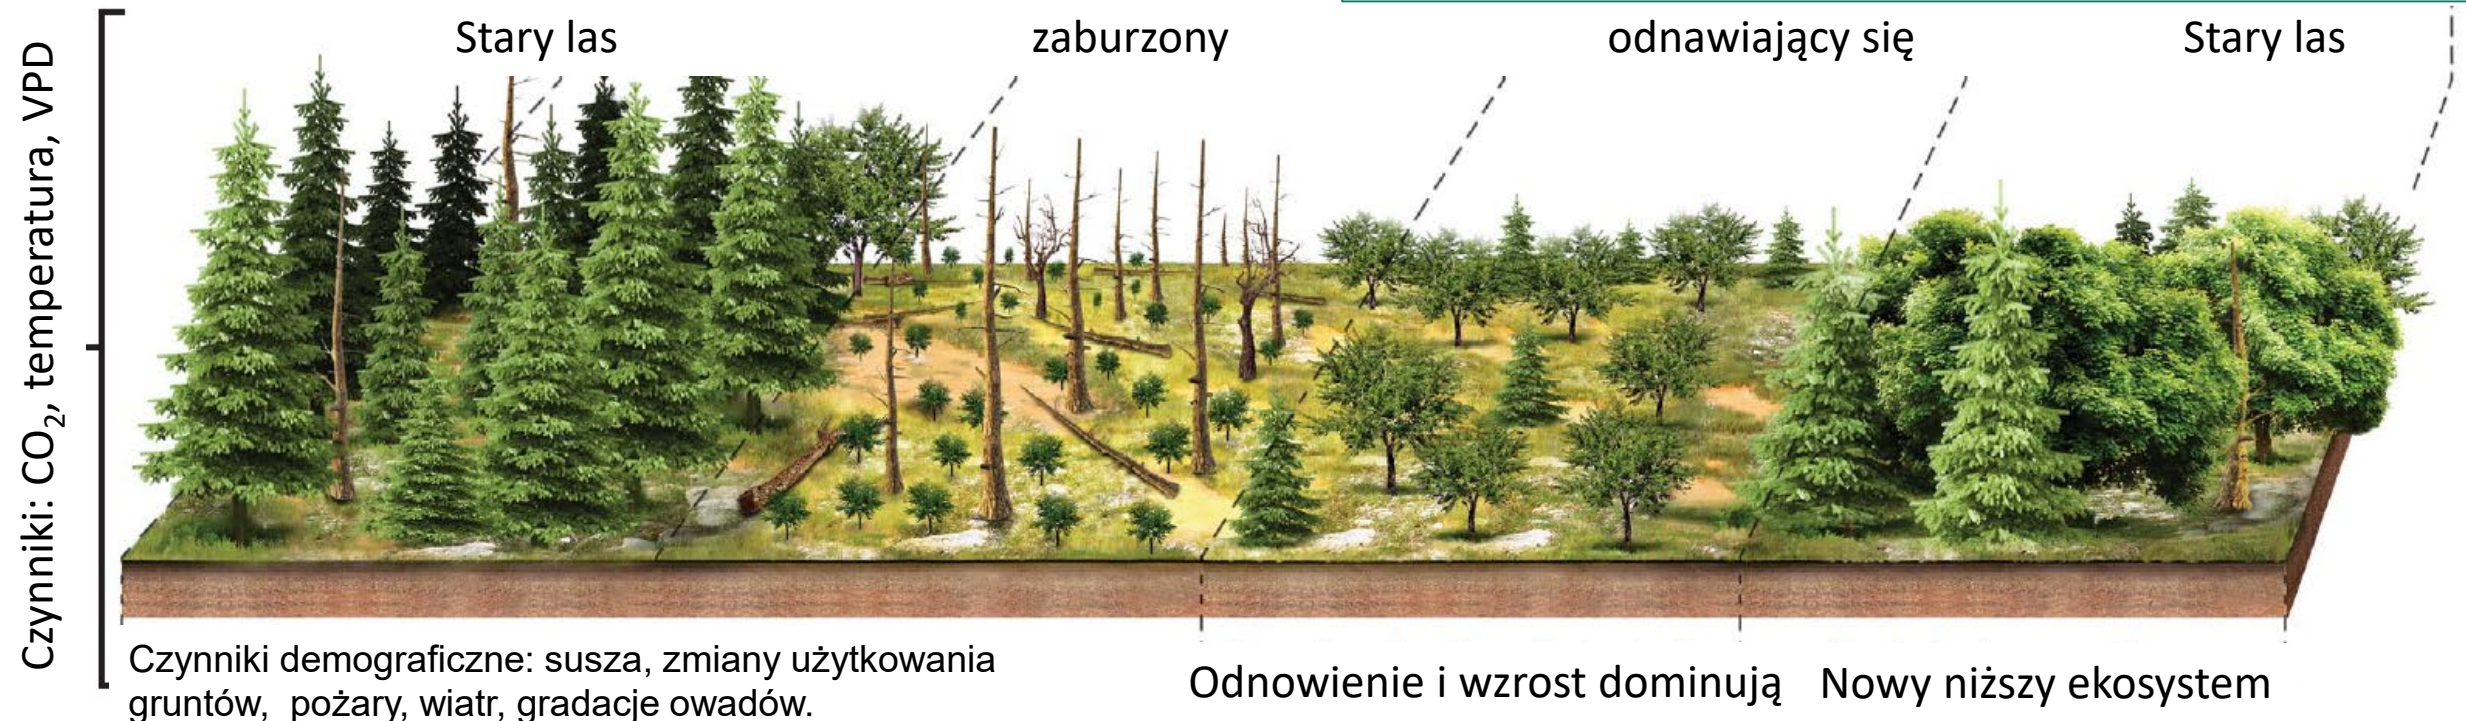 Stary las
zaburzony
odnawiający się
Stary las
Czynniki: CO₂, temperatura, VPD
Czynniki demograficzne: susza, zmiany użytkowania
gruntów, pożary, wiatr, gradacje owadów.
Odnowienie i wzrost dominują
Nowy niższy ekosystem